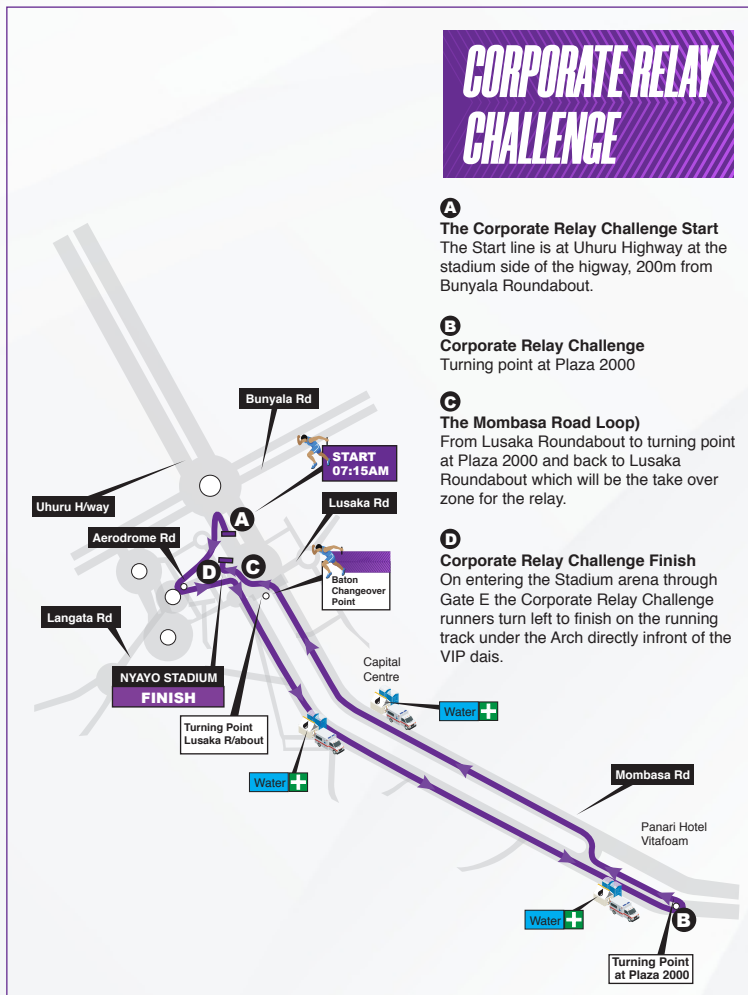 CORPORATE RELAY
CHALLENGE
A
The Corporate Relay Challenge Start
The Start line is at Uhuru Highway at the
stadium side of the higway, 200m from
Bunyala Roundabout.
B
Corporate Relay Challenge
Turning point at Plaza 2000
C
The Mombasa Road Loop)
From Lusaka Roundabout to turning point
at Plaza 2000 and back to Lusaka
Roundabout which will be the take over
zone for the relay.
D
Corporate Relay Challenge Finish
On entering the Stadium arena through
Gate E the Corporate Relay Challenge
runners turn left to finish on the running
track under the Arch directly infront of the
VIP dais.
Bunyala Rd
START
07:15AM
Uhuru H/way
Lusaka Rd
A
Aerodrome Rd
D
C
Baton
Changeover
Point
Langata Rd
NYAYO STADIUM
FINISH
Capital
Centre
Turning Point
Lusaka R/about
Water
Water
Mombasa Rd
Panari Hotel
Vitafoam
Water
B
Turning Point
at Plaza 2000